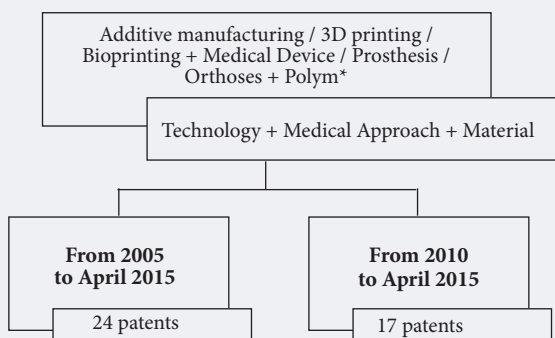 Additive manufacturing / 3D printing /
Bioprinting + Medical Device / Prosthesis /
Orthoses + Polym*
Technology + Medical Approach + Material
From 2005
to April 2015
24 patents
From 2010
to April 2015
17 patents